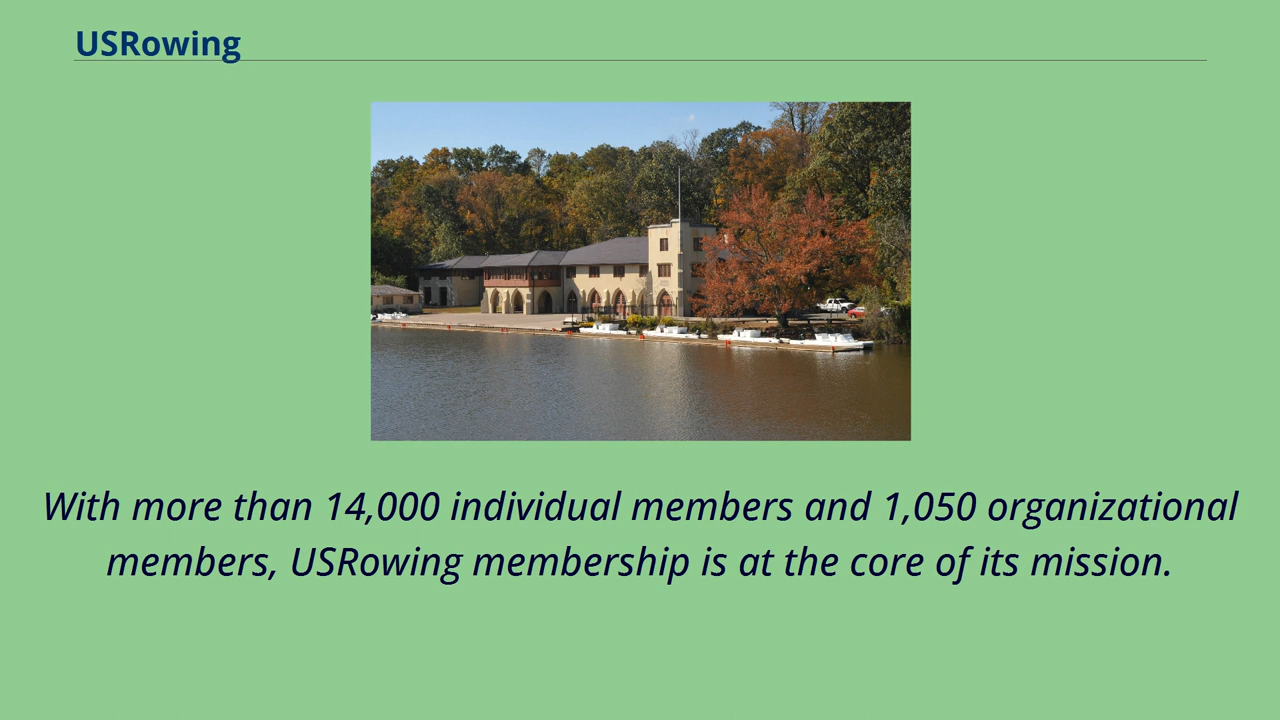 USRowing
With more than 14,000 individual members and 1,050 organizational
members, USRowing membership is at the core of its mission.